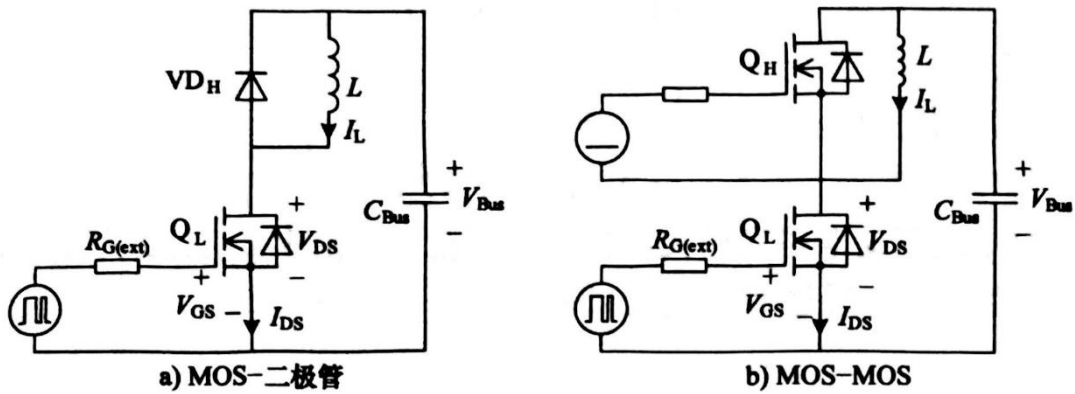 VD_H
L
I_L
+
C_Bus V_Bus
−
R_G(ext)
Q_L
+
V_DS
−
+
V_GS −
I_DS
a) MOS-二极管
Q_H
L
I_L
+
C_Bus V_Bus
−
R_G(ext)
Q_L
+
V_DS
−
+
V_GS −
I_DS
b) MOS-MOS